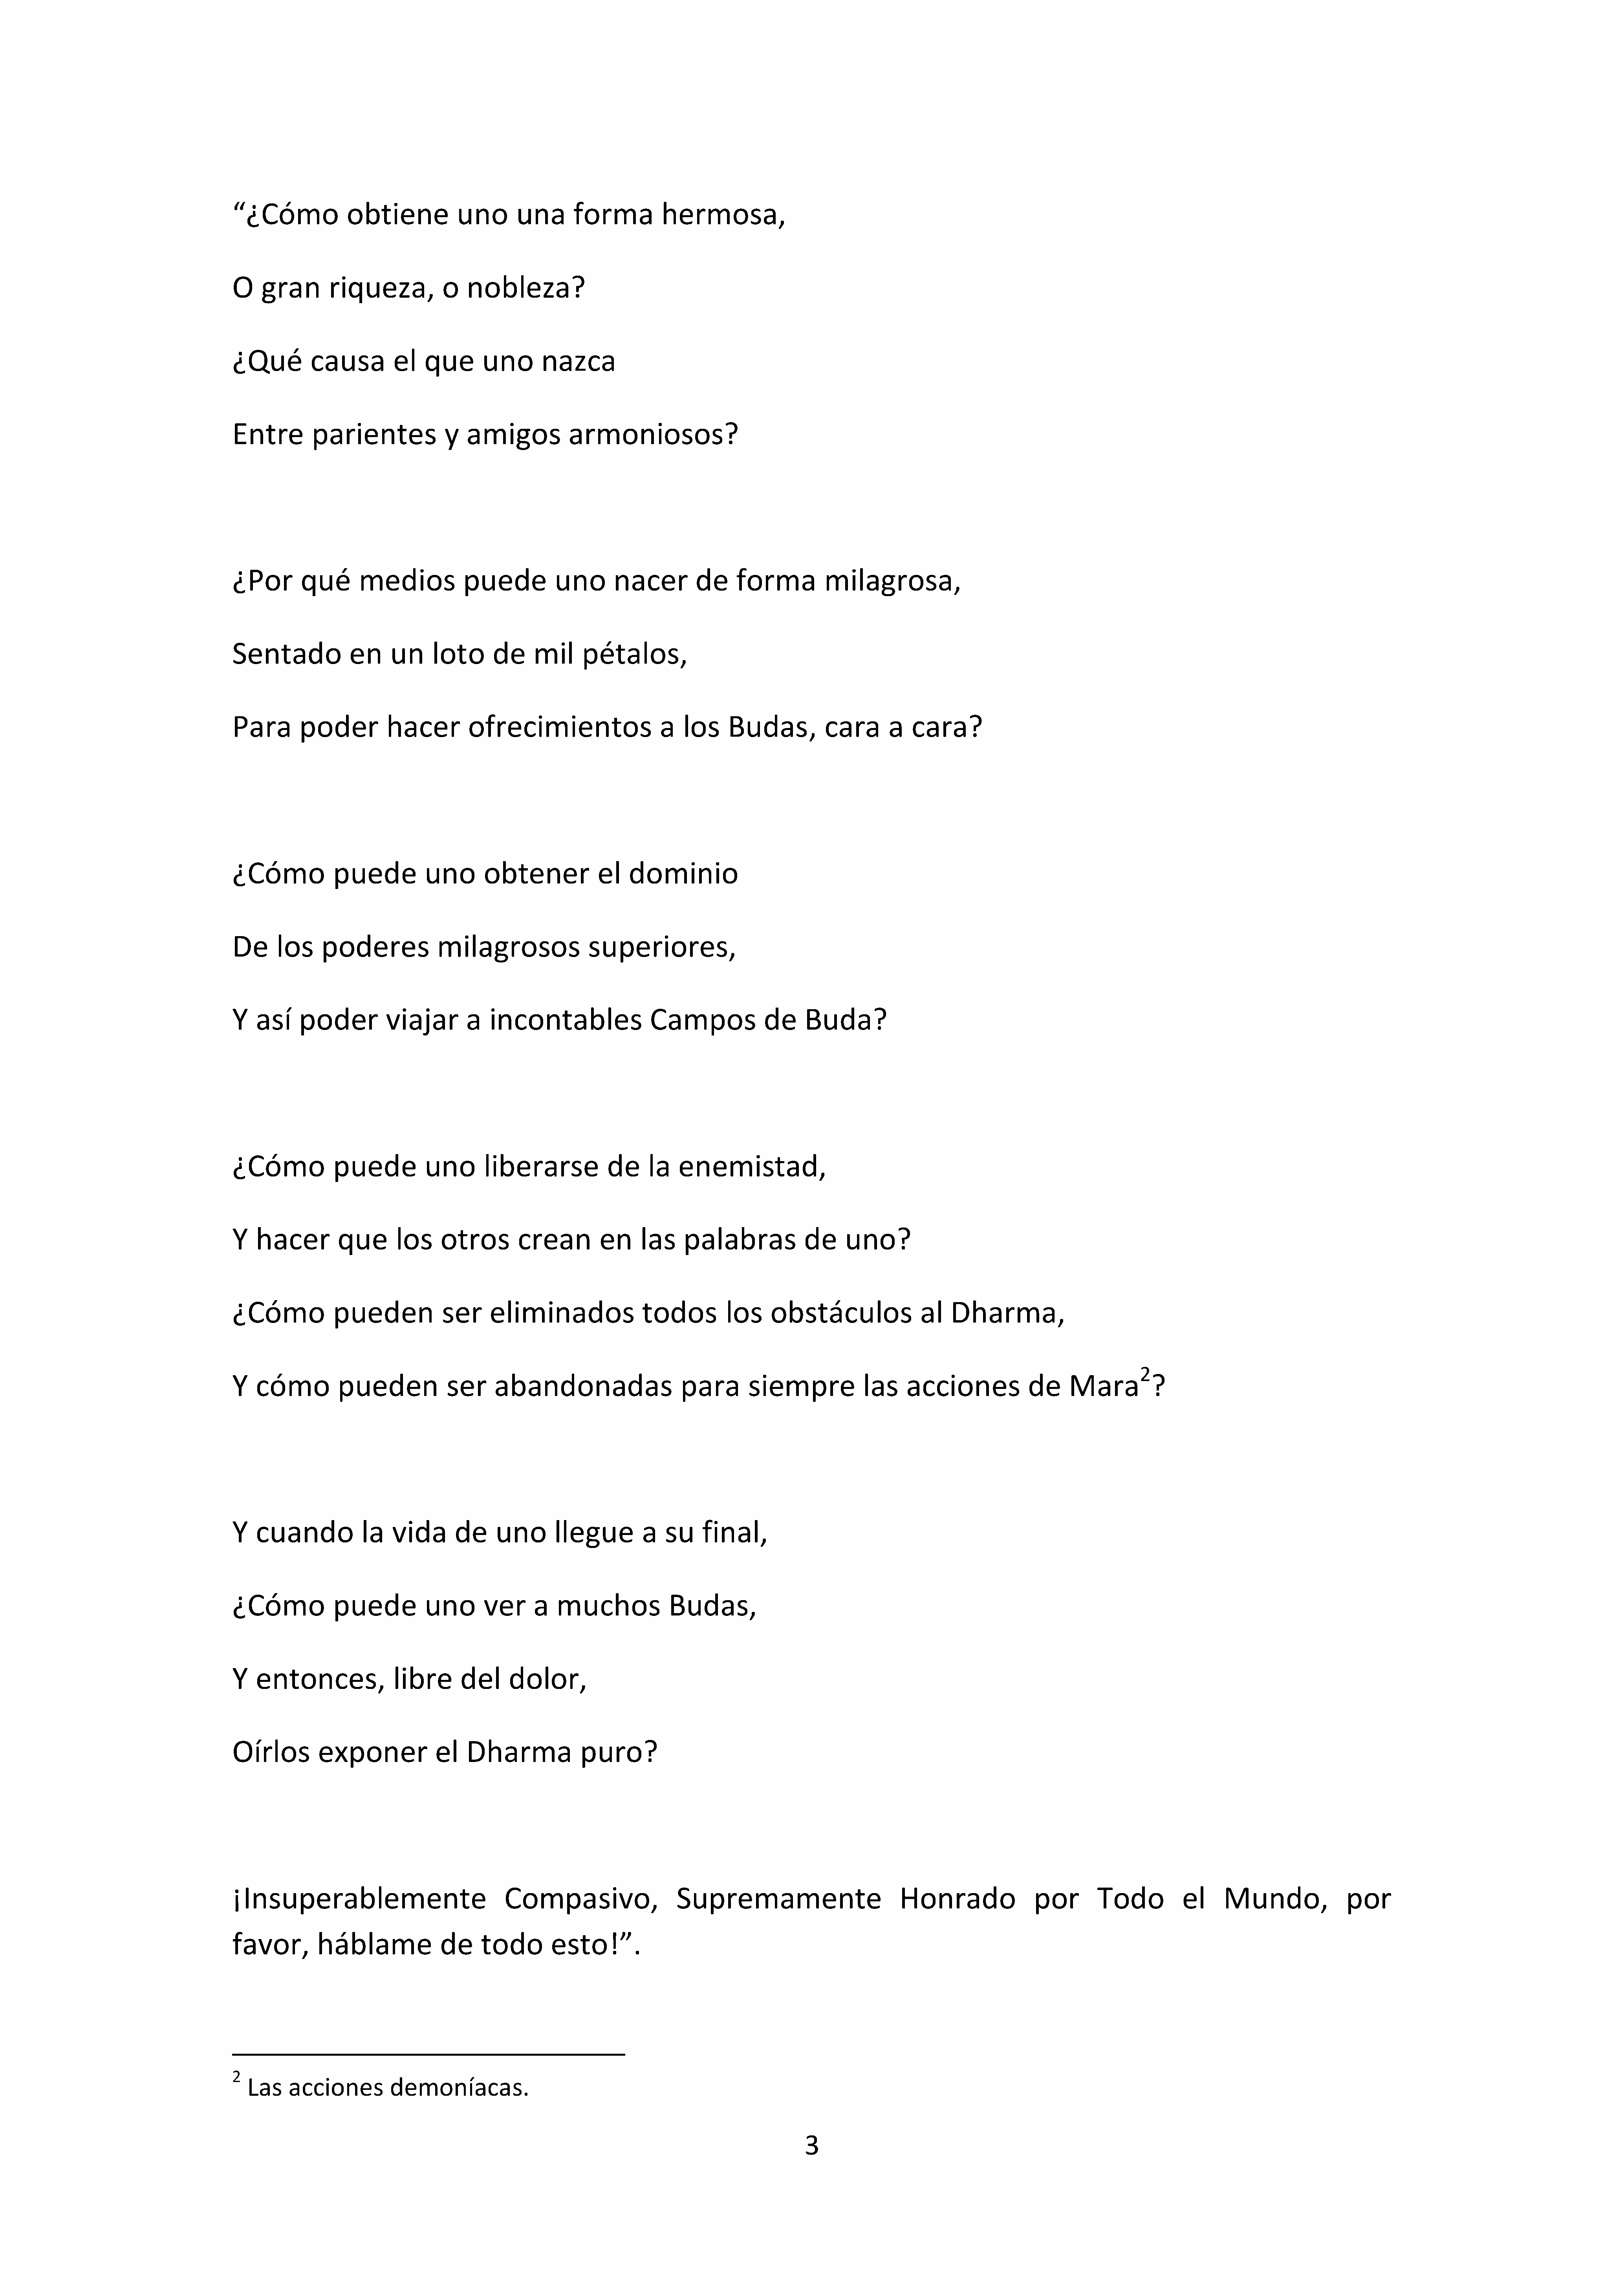 “¿Cómo obtiene uno una forma hermosa,
O gran riqueza, o nobleza?
¿Qué causa el que uno nazca
Entre parientes y amigos armoniosos?
¿Por qué medios puede uno nacer de forma milagrosa,
Sentado en un loto de mil pétalos,
Para poder hacer ofrecimientos a los Budas, cara a cara?
¿Cómo puede uno obtener el dominio
De los poderes milagrosos superiores,
Y así poder viajar a incontables Campos de Buda?
¿Cómo puede uno liberarse de la enemistad,
Y hacer que los otros crean en las palabras de uno?
¿Cómo pueden ser eliminados todos los obstáculos al Dharma,
Y cómo pueden ser abandonadas para siempre las acciones de Mara²?
Y cuando la vida de uno llegue a su final,
¿Cómo puede uno ver a muchos Budas,
Y entonces, libre del dolor,
Oírlos exponer el Dharma puro?
¡Insuperablemente Compasivo, Supremamente Honrado por Todo el Mundo, por
favor, háblame de todo esto!”.
² Las acciones demoníacas.
3